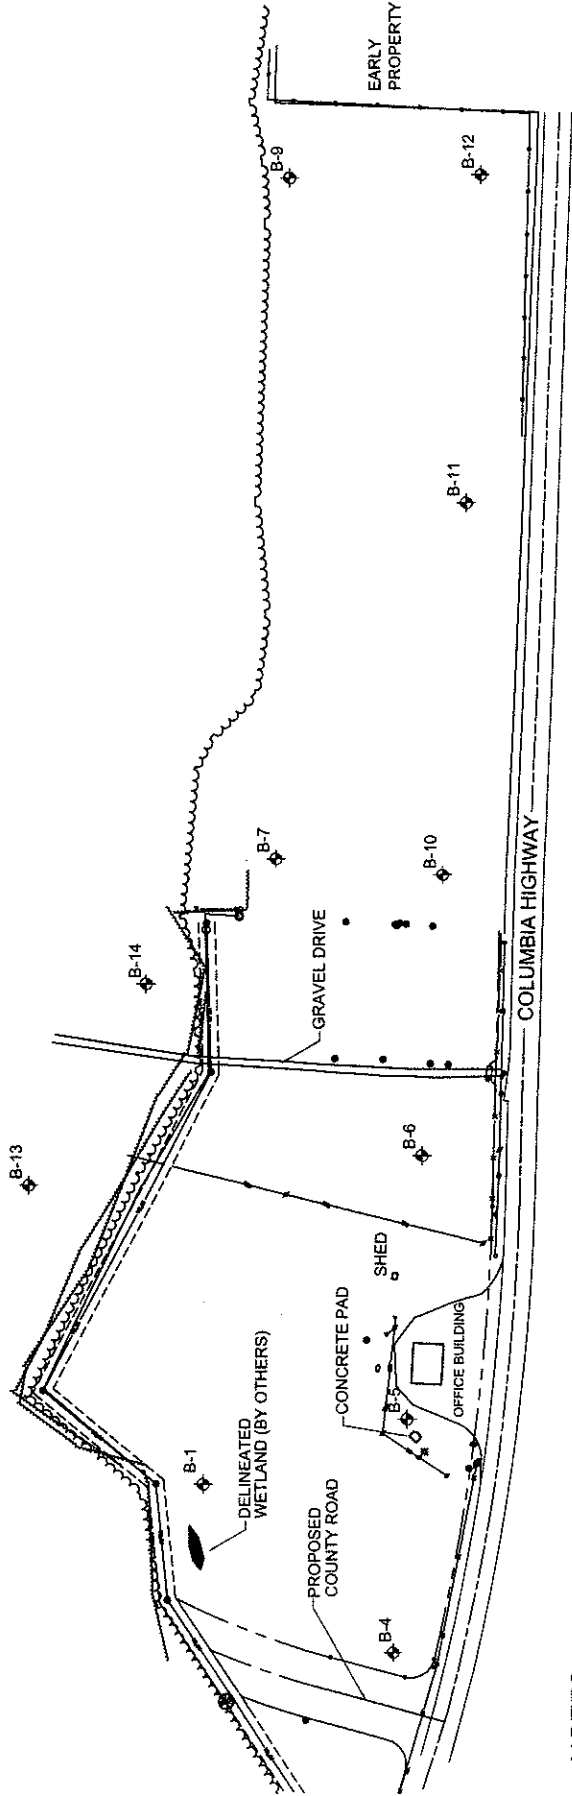 EARLY
PROPERTY
B-9
B-12
B-11
B-7
B-10
COLUMBIA HIGHWAY
B-14
GRAVEL DRIVE
B-13
B-6
SHED
CONCRETE PAD
OFFICE BUILDING
B-5
B-1
DELINEATED
WETLAND (BY OTHERS)
PROPOSED
COUNTY ROAD
B-4